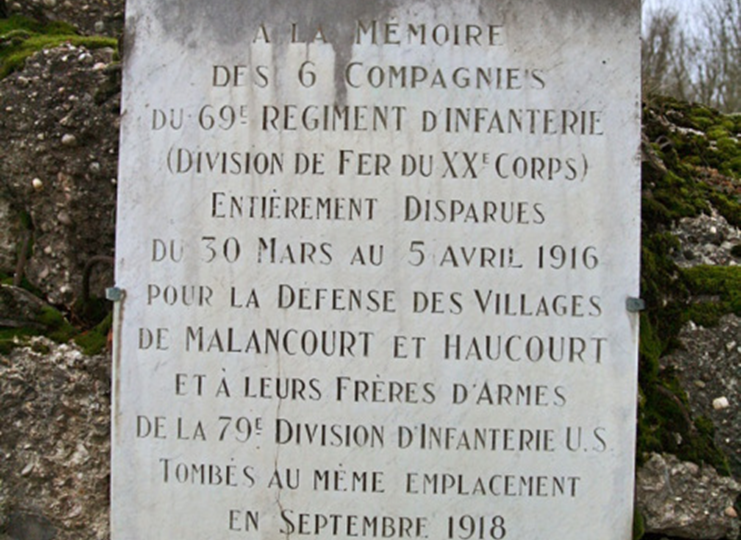 A LA MÉMOIRE
DES 6 COMPAGNIES
DU 69E REGIMENT D'INFANTERIE
(DIVISION DE FER DU XXE CORPS)
ENTIÈREMENT DISPARUES
DU 30 MARS AU 5 AVRIL 1916
POUR LA DÉFENSE DES VILLAGES
DE MALANCOURT ET HAUCOURT
ET À LEURS FRÈRES D'ARMES
DE LA 79E DIVISION D'INFANTERIE U.S.
TOMBÉS AU MÊME EMPLACEMENT
EN SEPTEMBRE 1918